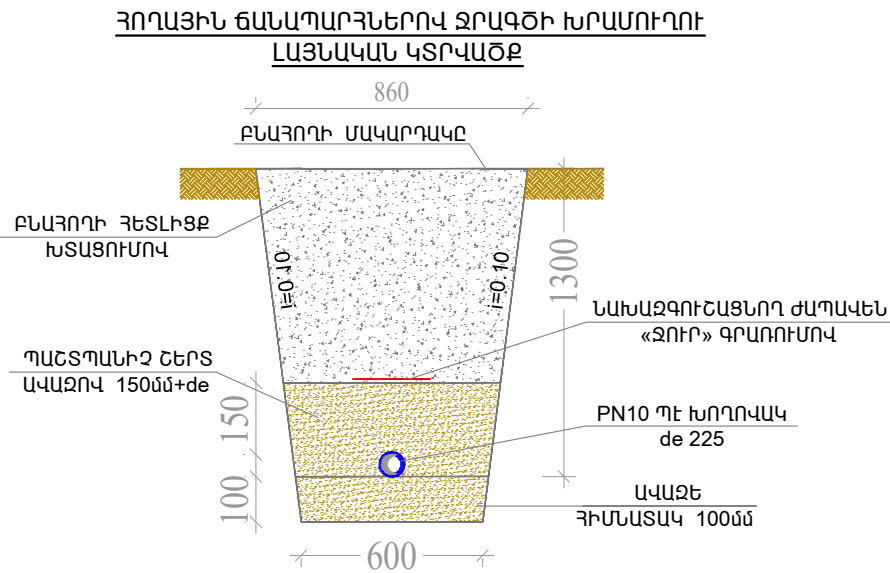 ՀՈՂԱՅԻՆ ՃԱՆԱՊԱՐՀՆԵՐՈՎ ՋՐԱԳԾԻ ԽՐԱՄՈՒՂՈՒ
ԼԱՅՆԱԿԱՆ ԿՏՐՎԱԾՔ
860
ԲՆԱՀՈՂԻ ՄԱԿԱՐԴԱԿԸ
ԲՆԱՀՈՂԻ ՀԵՏԼԻՑՔ
ԽՏԱՑՈՒՄՈՎ
i=0.10
i=0.10
1300
ՆԱԽԱԶԳՈՒՇԱՑՆՈՂ ԺԱՊԱՎԵՆ
«ՋՈՒՐ» ԳՐԱՌՈՒՄՈՎ
ՊԱՇՏՊԱՆԻՉ ՇԵՐՏ
ԱՎԱԶՈՎ 150մմ+de
150
PN10 ՊԷ ԽՈՂՈՎԱԿ
de 225
100
ԱՎԱԶԵ
ՀԻՄՆԱՏԱԿ 100մմ
600